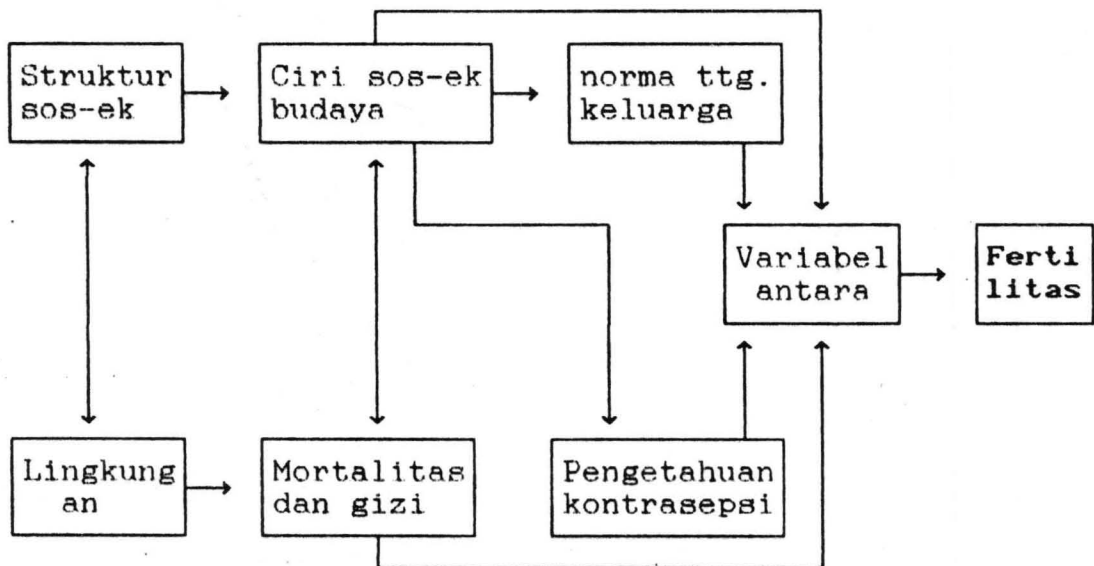 Struktur
sos-ek
Ciri sos-ek
budaya
norma ttg.
keluarga
Variabel
antara
Ferti
litas
Lingkung
an
Mortalitas
dan gizi
Pengetahuan
kontrasepsi